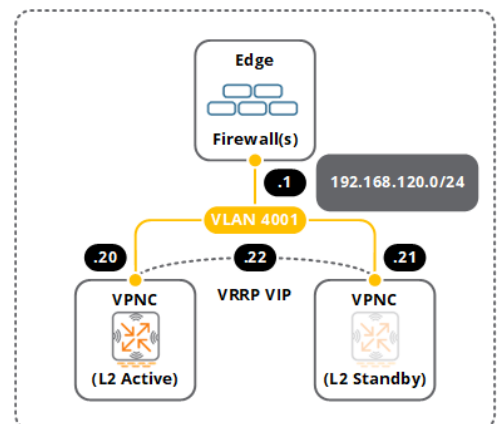 Edge
Firewall(s)
.1
192.168.120.0/24
VLAN 4001
.20
.22
.21
VPNC
VRRP VIP
VPNC
(L2 Active)
(L2 Standby)